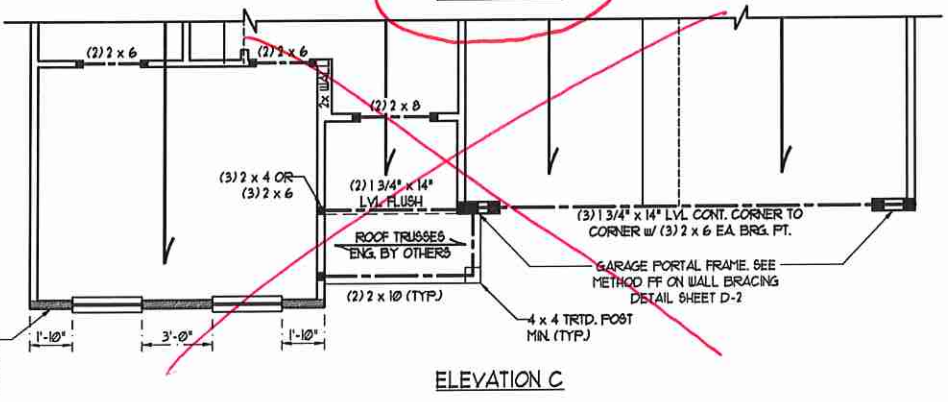 (2) 2 x 6
(2) 2 x 6
2x WALL
(2) 2 x 8
(3) 2 x 4 OR
(3) 2 x 6
(2) 1 3/4" x 14"
LVL FLUSH
(3) 1 3/4" x 14" LVL CONT. CORNER TO
CORNER w/ (3) 2 x 6 EA. BRG. PT.
ROOF TRUSSES
ENG. BY OTHERS
GARAGE PORTAL FRAME. SEE
METHOD PF ON WALL BRACING
DETAIL SHEET D-2
(2) 2 x 10 (TYP.)
4 x 4 TRTD. POST
MIN. (TYP.)
1'-10"
3'-0"
1'-10"
ELEVATION C